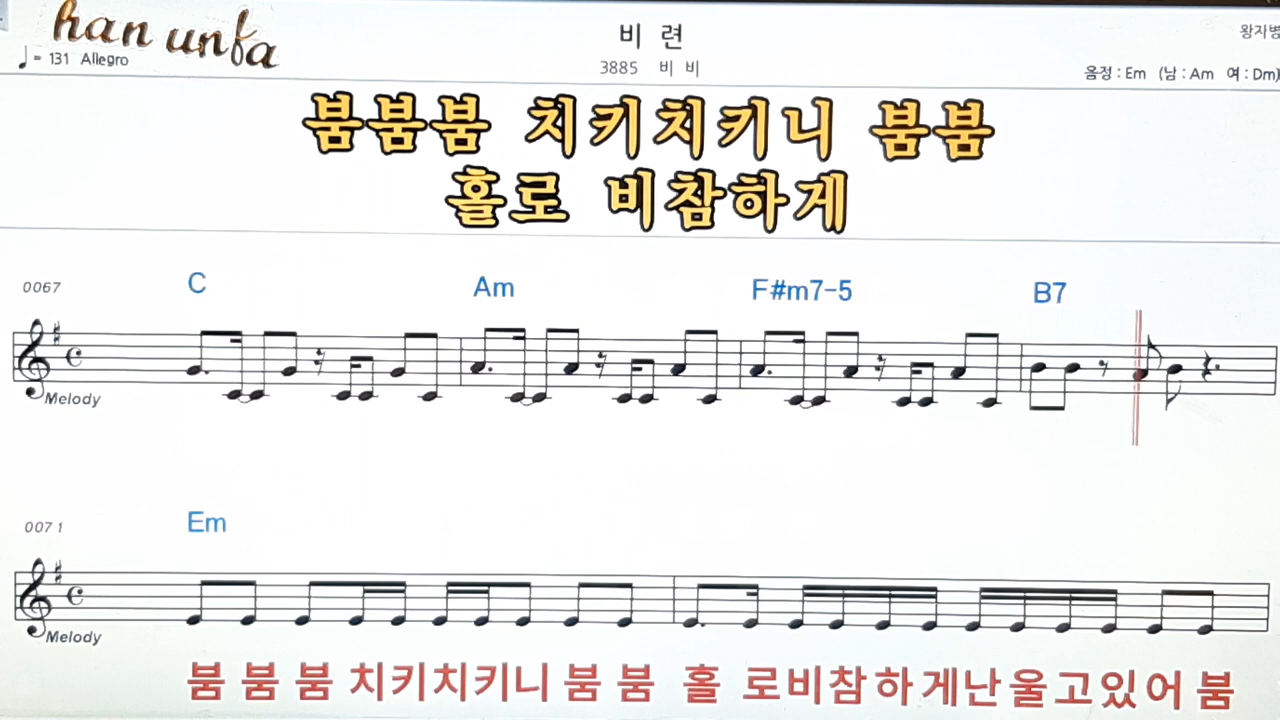 han unfa
비 련
왕자병
♩= 131 Allegro
3885 비 비
음정 : Em (남 : Am 여 : Dm)
붐붐붐 치키치키니 붐붐
홀로 비참하게
0067
C Am F#m7-5 B7
Melody
0071
Em
Melody
붐 붐 붐 치키치키니 붐 붐 홀 로비참하게난울고있어 붐